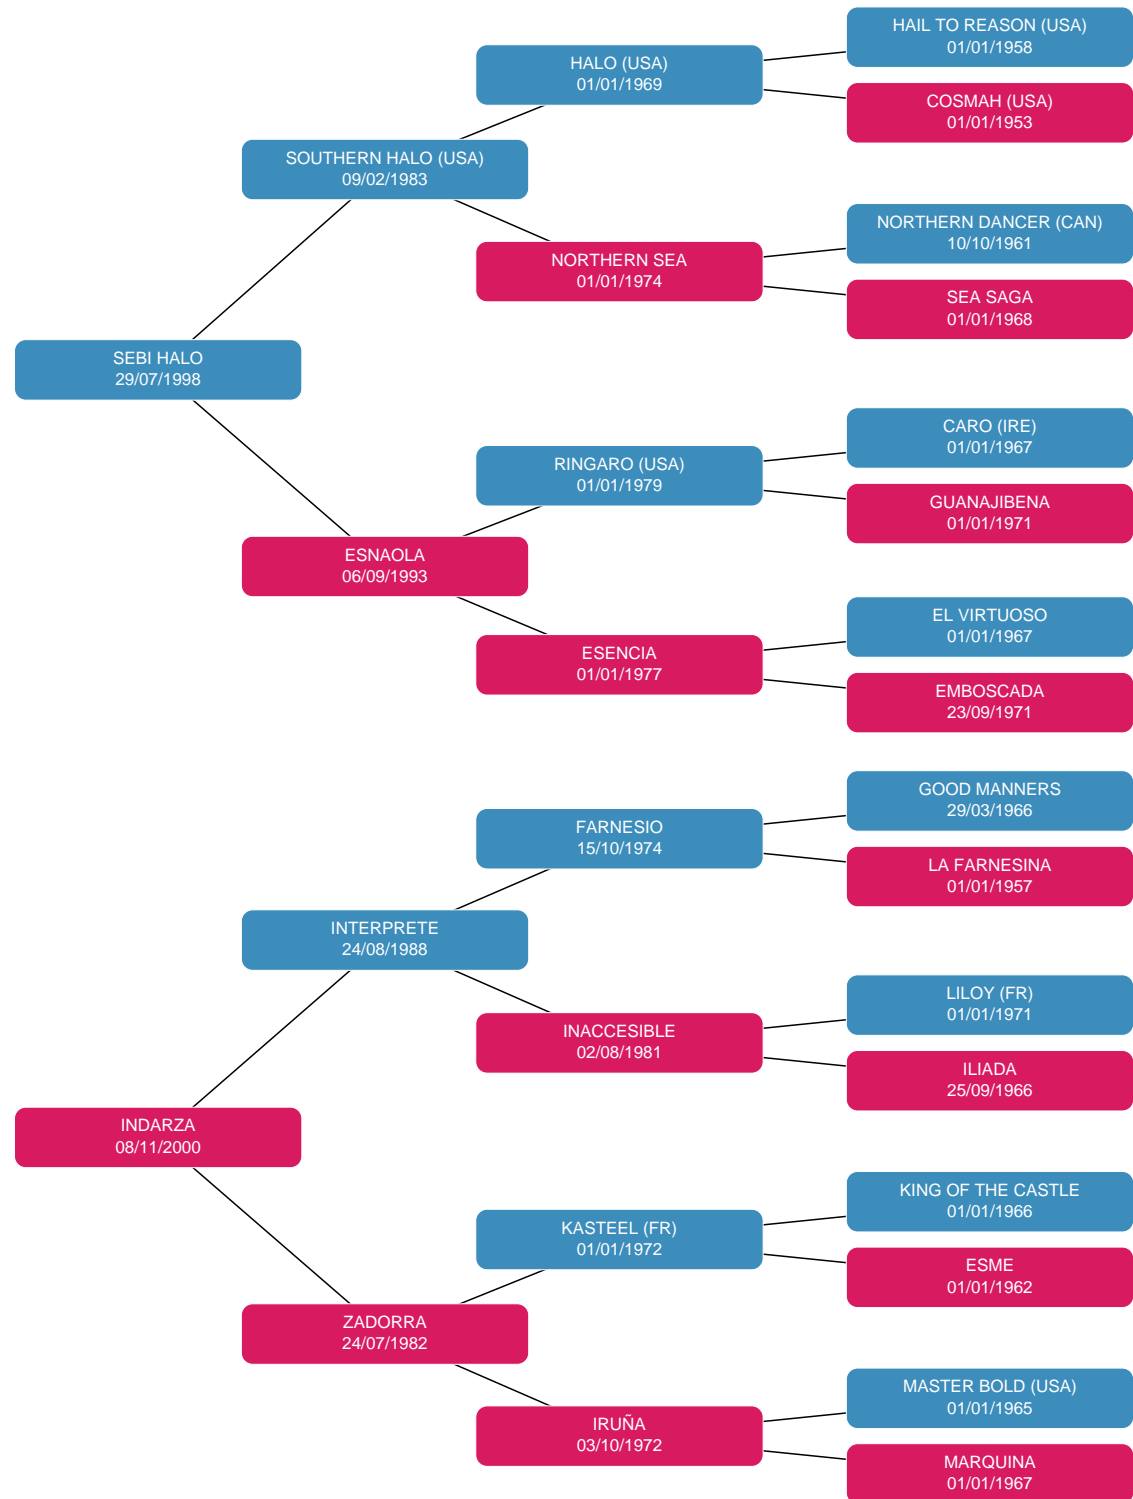 HAIL TO REASON (USA)
01/01/1958
HALO (USA)
01/01/1969
COSMAH (USA)
01/01/1953
SOUTHERN HALO (USA)
09/02/1983
NORTHERN DANCER (CAN)
10/10/1961
NORTHERN SEA
01/01/1974
SEA SAGA
01/01/1968
SEBI HALO
29/07/1998
CARO (IRE)
01/01/1967
RINGARO (USA)
01/01/1979
GUANAJIBENA
01/01/1971
ESNAOLA
06/09/1993
EL VIRTUOSO
01/01/1967
ESENCIA
01/01/1977
EMBOSCADA
23/09/1971
GOOD MANNERS
29/03/1966
FARNESIO
15/10/1974
LA FARNESINA
01/01/1957
INTERPRETE
24/08/1988
LILOY (FR)
01/01/1971
INACCESIBLE
02/08/1981
ILIADA
25/09/1966
INDARZA
08/11/2000
KING OF THE CASTLE
01/01/1966
KASTEEL (FR)
01/01/1972
ESME
01/01/1962
ZADORRA
24/07/1982
MASTER BOLD (USA)
01/01/1965
IRUÑA
03/10/1972
MARQUINA
01/01/1967